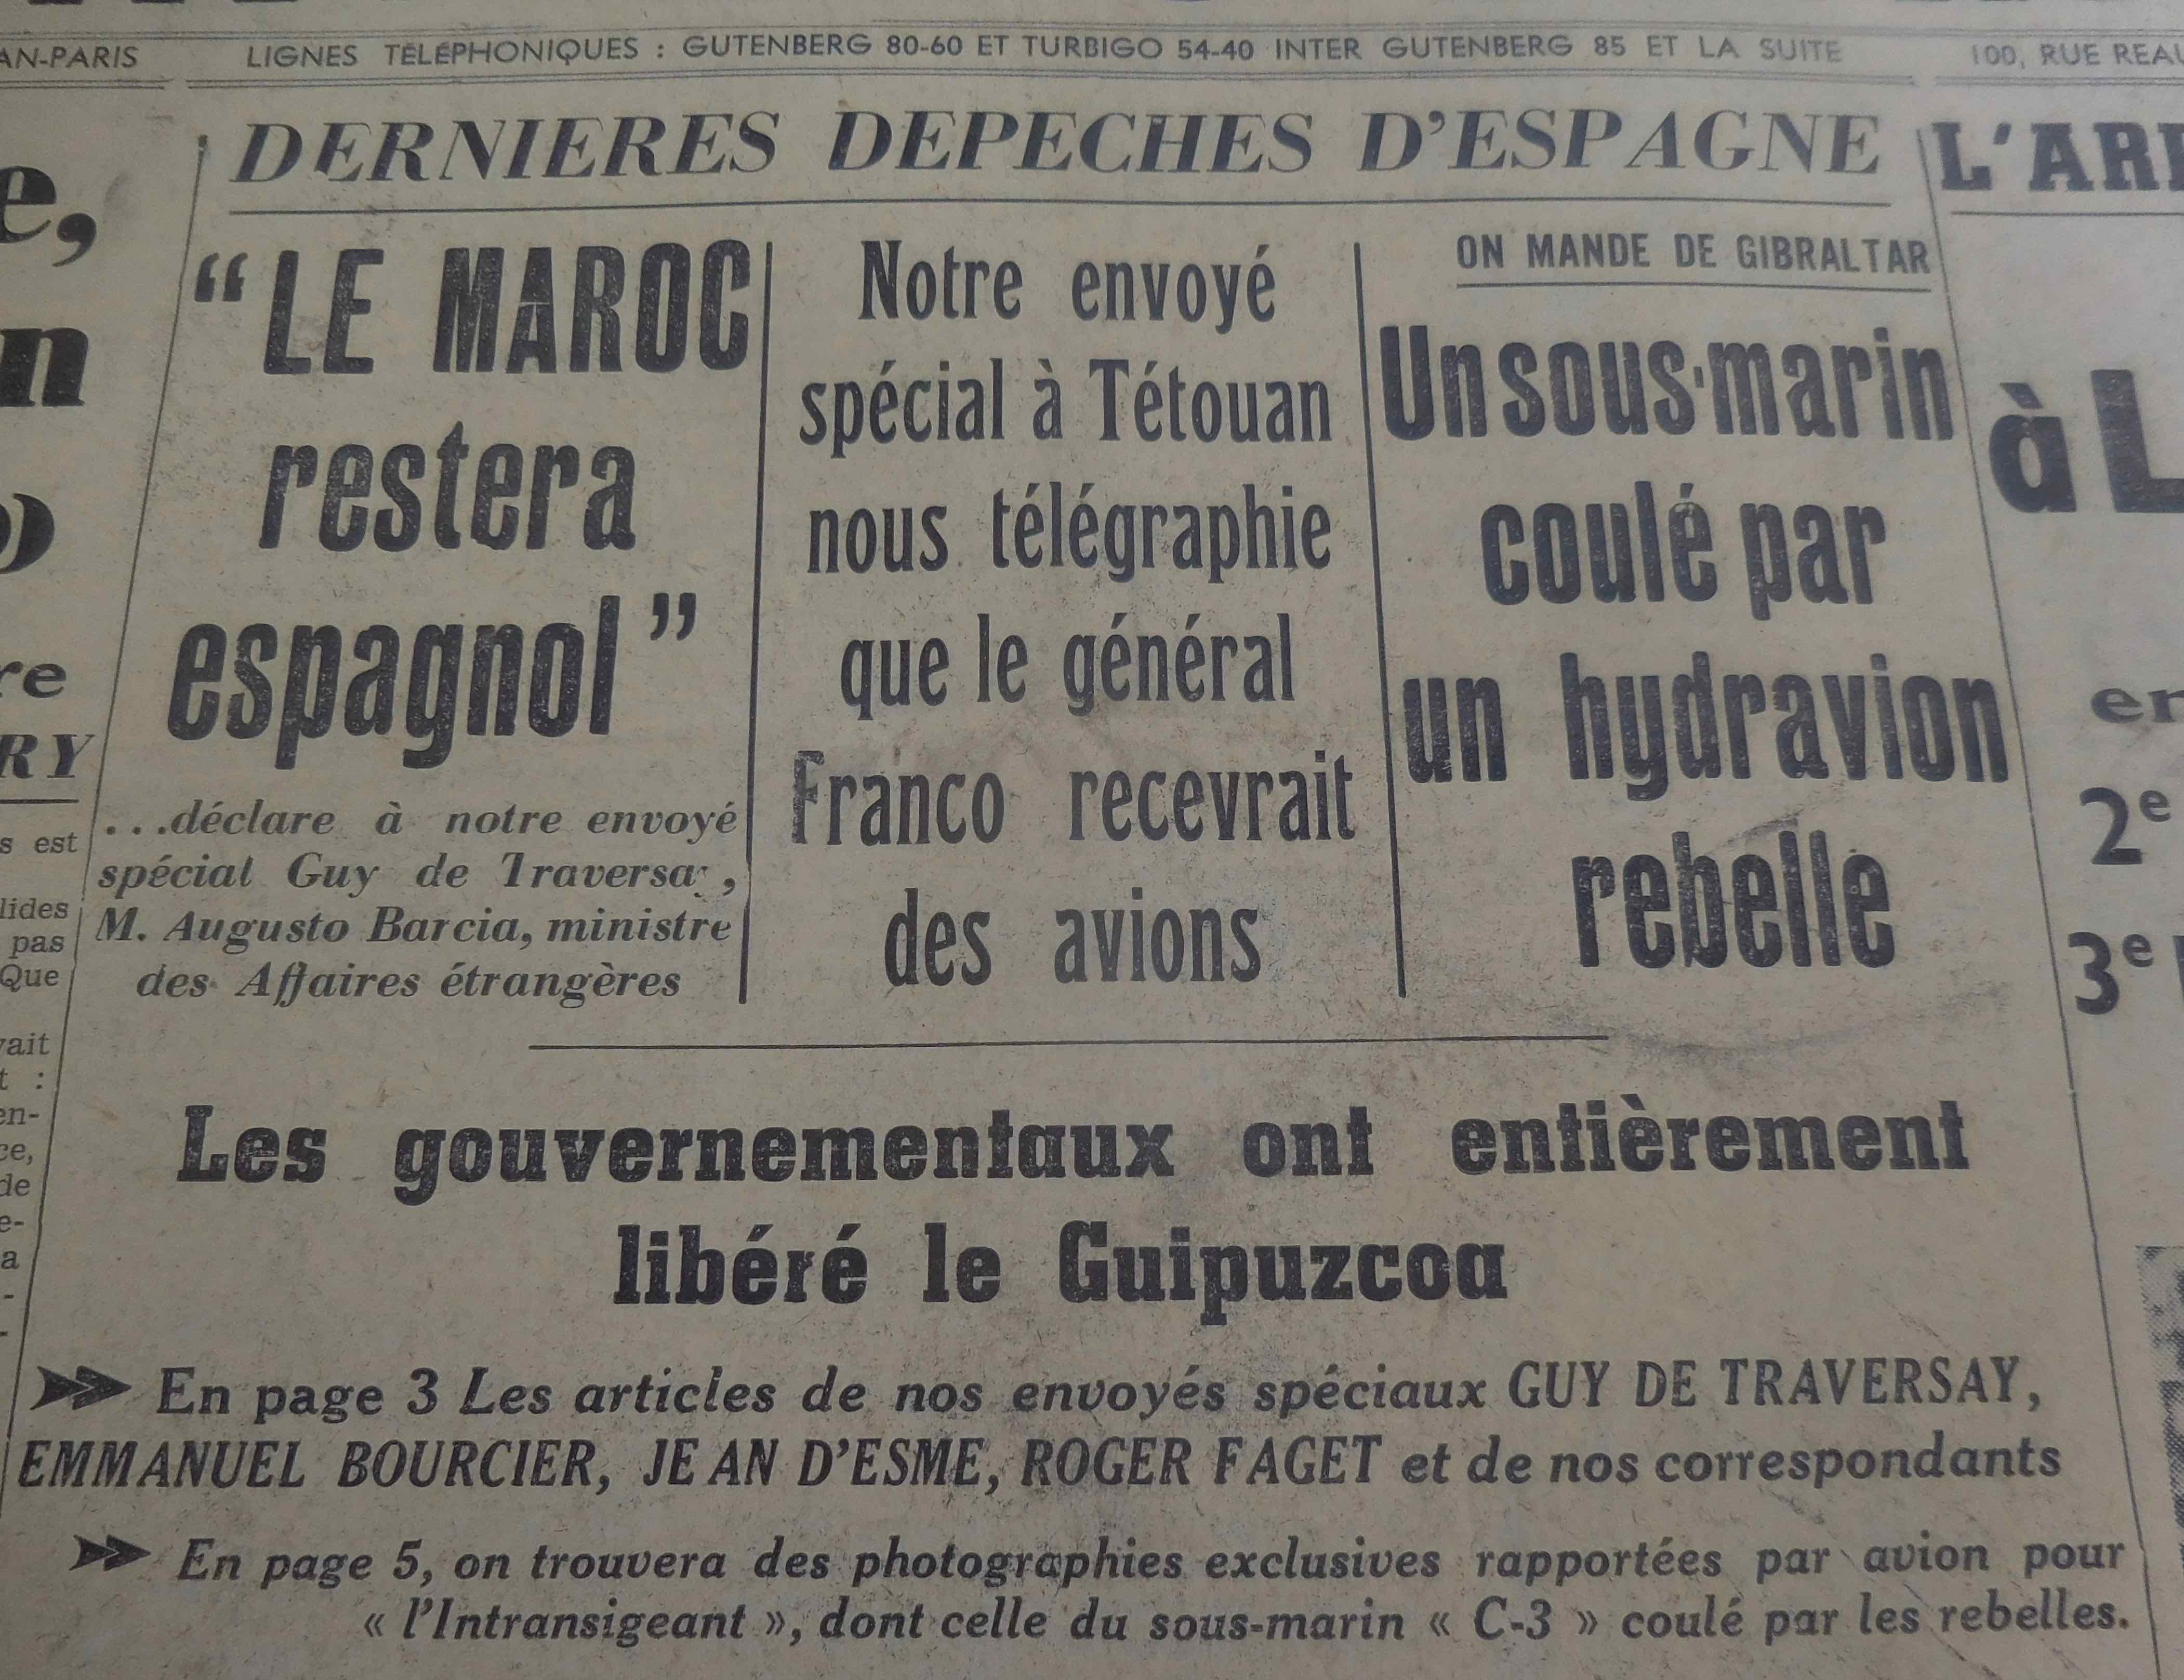 AN-PARIS
LIGNES TÉLÉPHONIQUES : GUTENBERG 80-60 ET TURBIGO 54-40 INTER GUTENBERG 85 ET LA SUITE
100, RUE REAU
DERNIERES DEPECHES D'ESPAGNE
“LE MAROC
restera
espagnol”
...déclare à notre envoyé
spécial Guy de Traversay,
M. Augusto Barcia, ministre
des Affaires étrangères
Notre envoyé
spécial à Tétouan
nous télégraphie
que le général
Franco recevrait
des avions
ON MANDE DE GIBRALTAR
Un sous-marin
coulé par
un hydravion
rebelle
Les gouvernementaux ont entièrement
libéré le Guipuzcoa
En page 3 Les articles de nos envoyés spéciaux GUY DE TRAVERSAY,
EMMANUEL BOURCIER, JEAN D'ESME, ROGER FAGET et de nos correspondants
En page 5, on trouvera des photographies exclusives rapportées par avion pour
« l'Intransigeant », dont celle du sous-marin « C-3 » coulé par les rebelles.
e,
n
re
RY
s est
lides
pas
Que
vait
t :
en-
ce,
de
e-
a
L'AR
à L
en
2e
3e